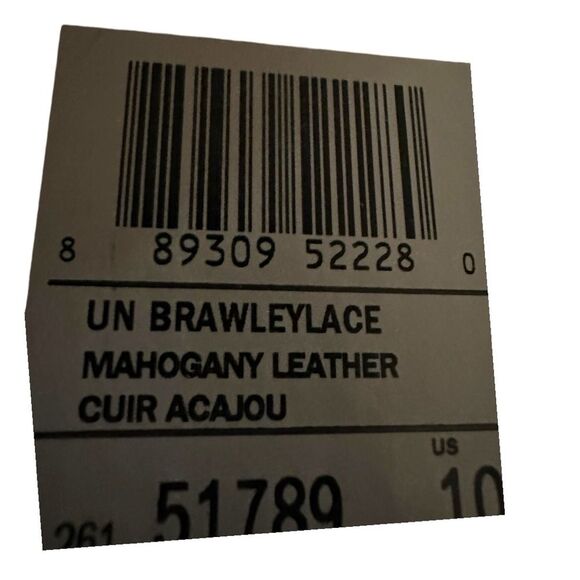 8 89309 52228 0
UN BRAWLEYLACE
MAHOGANY LEATHER
CUIR ACAJOU
US
261 51789 10